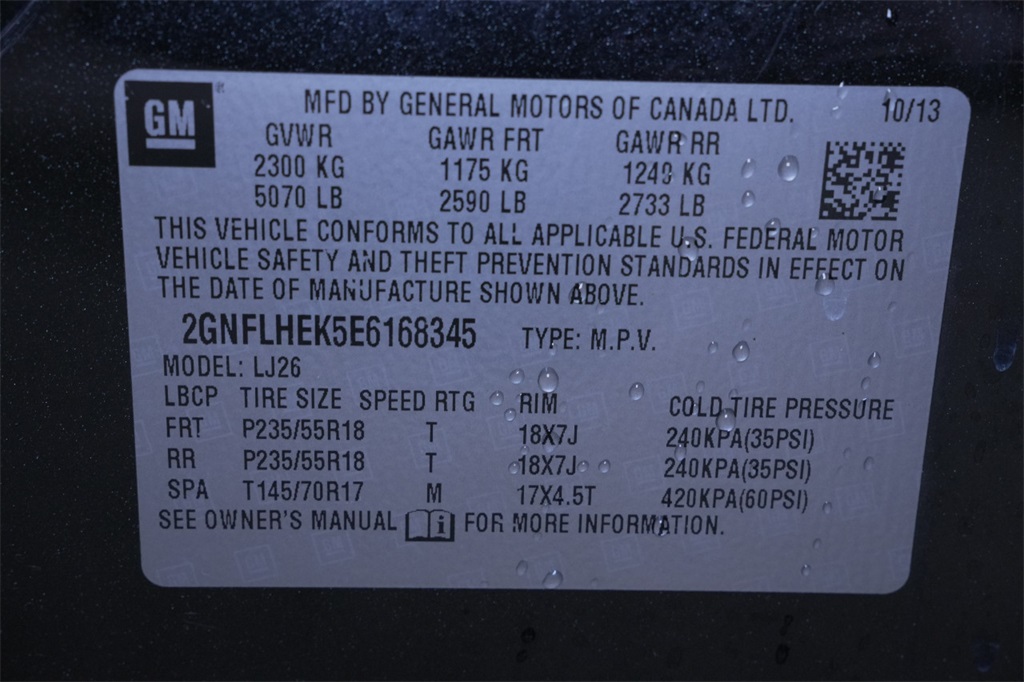 GM
MFD BY GENERAL MOTORS OF CANADA LTD. 10/13
GVWR GAWR FRT GAWR RR
2300 KG 1175 KG 1240 KG
5070 LB 2590 LB 2733 LB
THIS VEHICLE CONFORMS TO ALL APPLICABLE U.S. FEDERAL MOTOR
VEHICLE SAFETY AND THEFT PREVENTION STANDARDS IN EFFECT ON
THE DATE OF MANUFACTURE SHOWN ABOVE.
2GNFLHEK5E6168345 TYPE: M.P.V.
MODEL: LJ26
LBCP TIRE SIZE SPEED RTG RIM COLD TIRE PRESSURE
FRT P235/55R18 T 18X7J 240KPA(35PSI)
RR P235/55R18 T 18X7J 240KPA(35PSI)
SPA T145/70R17 M 17X4.5T 420KPA(60PSI)
SEE OWNER'S MANUAL i FOR MORE INFORMATION.